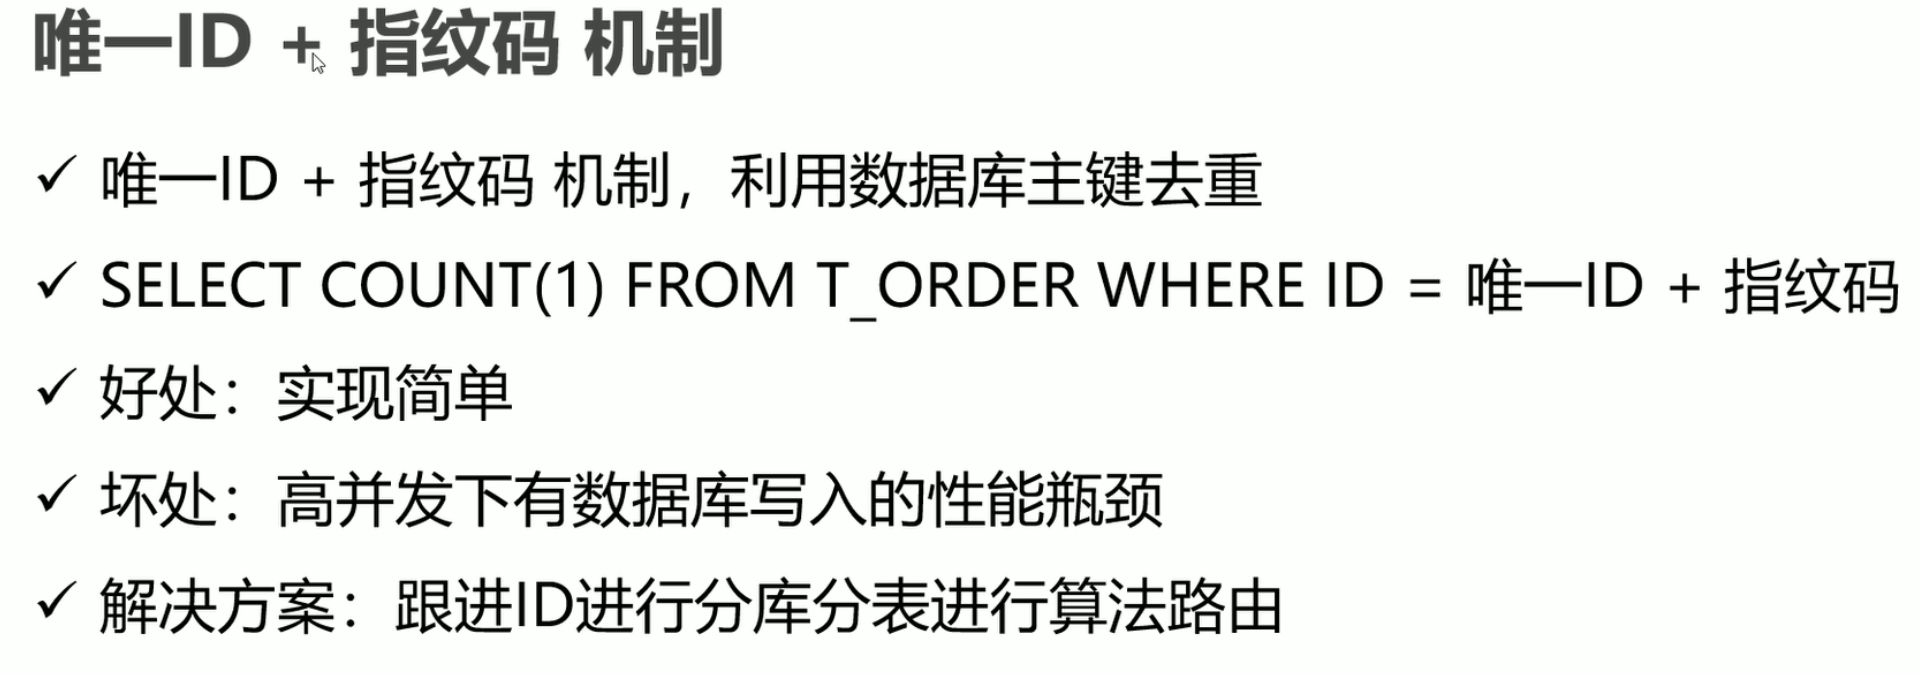 唯一ID + 指纹码 机制
✓ 唯一ID + 指纹码 机制，利用数据库主键去重
✓ SELECT COUNT(1) FROM T_ORDER WHERE ID = 唯一ID + 指纹码
✓ 好处：实现简单
✓ 坏处：高并发下有数据库写入的性能瓶颈
✓ 解决方案：跟进ID进行分库分表进行算法路由